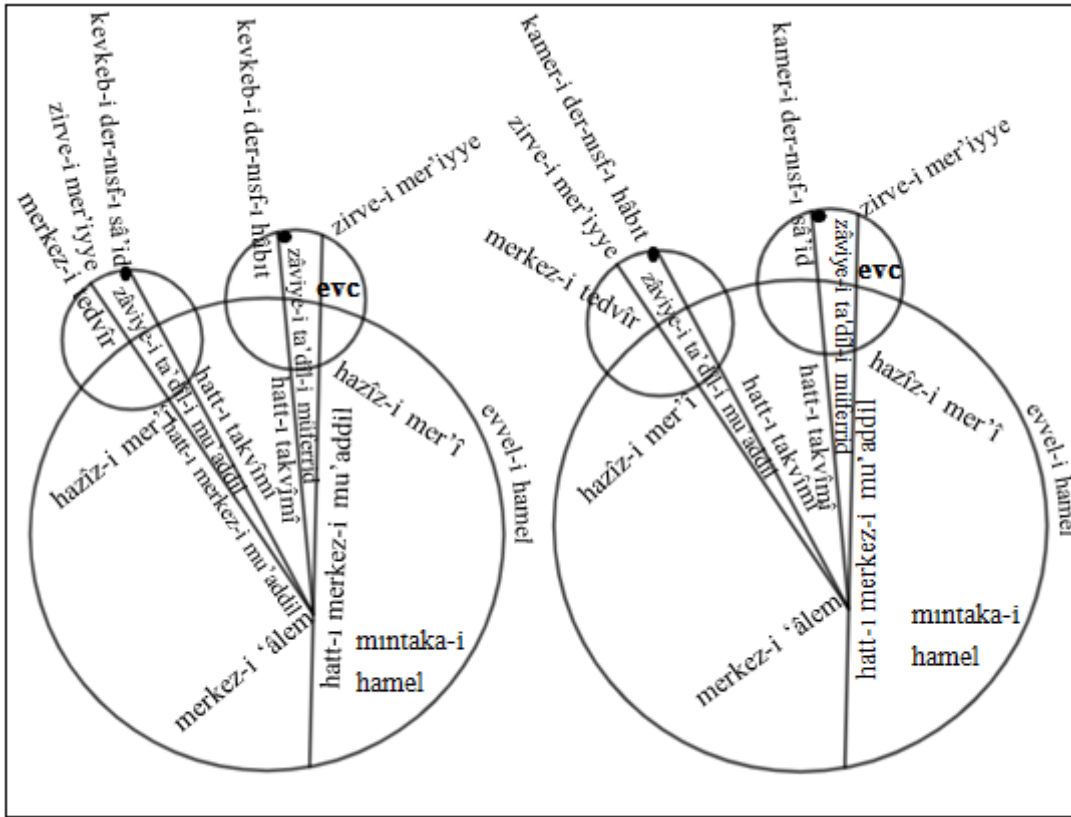 kevkeb-i der-nısf-ı sâ'id
zirve-i mer'iyye
merkez-i tedvîr
kevkeb-i der-nısf-ı hâbıt
zirve-i mer'iyye
evc
zâviye-i ta'dîl-i mu'addil
zâviye-i ta'dîl-i müferrid
hatt-ı takvîmî
hatt-ı takvîmî
hazîz-i mer'î
hazîz-i mer'î
hatt-ı merkez-i mu'addil
hatt-ı merkez-i mu'addil
evvel-i hamel
merkez-i ‘âlem
mıntaka-i
hamel
kamer-i der-nısf-ı hâbıt
zirve-i mer'iyye
merkez-i tedvîr
kamer-i der-nısf-ı sâ'id
zirve-i mer'iyye
evc
zâviye-i ta'dîl-i mu'addil
zâviye-i ta'dîl-i müferrid
hatt-ı takvîmî
hatt-ı takvîmî
hazîz-i mer'î
hazîz-i mer'î
hatt-ı merkez-i mu'addil
evvel-i hamel
merkez-i ‘âlem
mıntaka-i
hamel